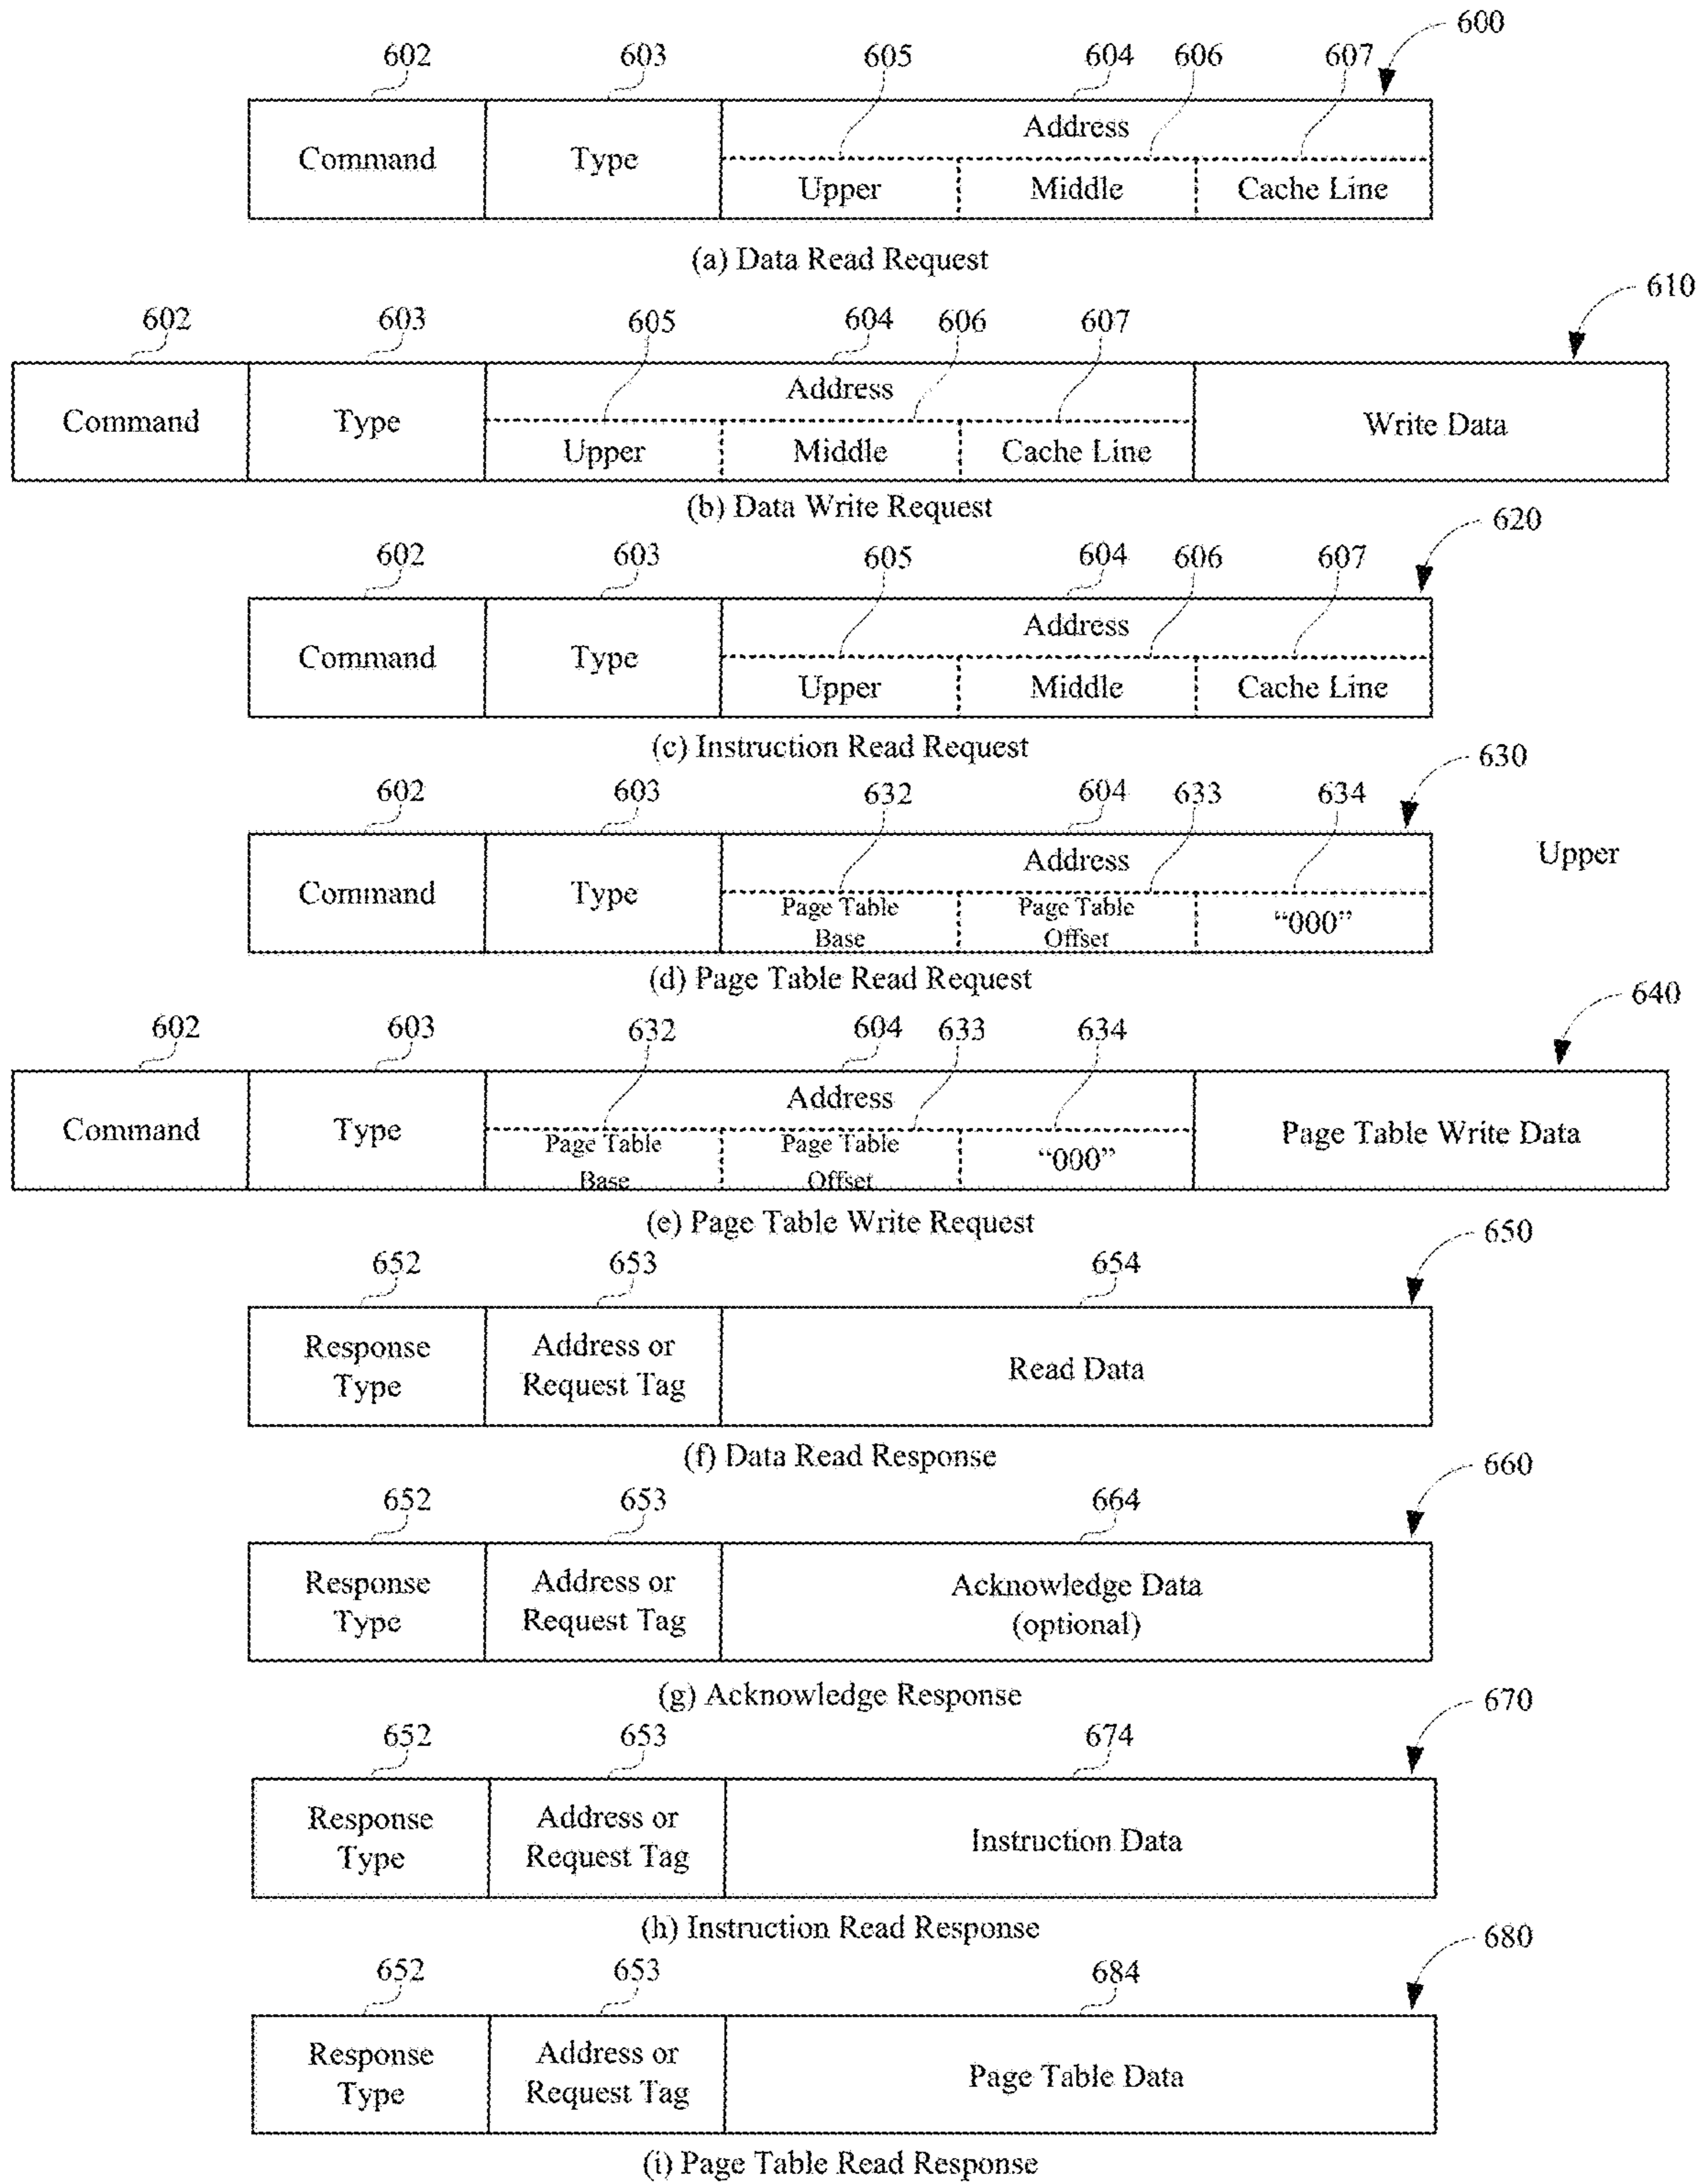 600
602 603 605 604 606 607
Command Type Address
Upper Middle Cache Line
(a) Data Read Request
610
602 603 605 604 606 607
Command Type Address Write Data
Upper Middle Cache Line
(b) Data Write Request
620
602 603 605 604 606 607
Command Type Address
Upper Middle Cache Line
(c) Instruction Read Request
630
602 603 632 604 633 634
Command Type Address
Upper
Page Table Base Page Table Offset “000”
(d) Page Table Read Request
640
602 603 632 604 633 634
Command Type Address Page Table Write Data
Page Table Base Page Table Offset “000”
(e) Page Table Write Request
650
652 653 654
Response Type Address or Request Tag Read Data
(f) Data Read Response
660
652 653 664
Response Type Address or Request Tag Acknowledge Data (optional)
(g) Acknowledge Response
670
652 653 674
Response Type Address or Request Tag Instruction Data
(h) Instruction Read Response
680
652 653 684
Response Type Address or Request Tag Page Table Data
(i) Page Table Read Response